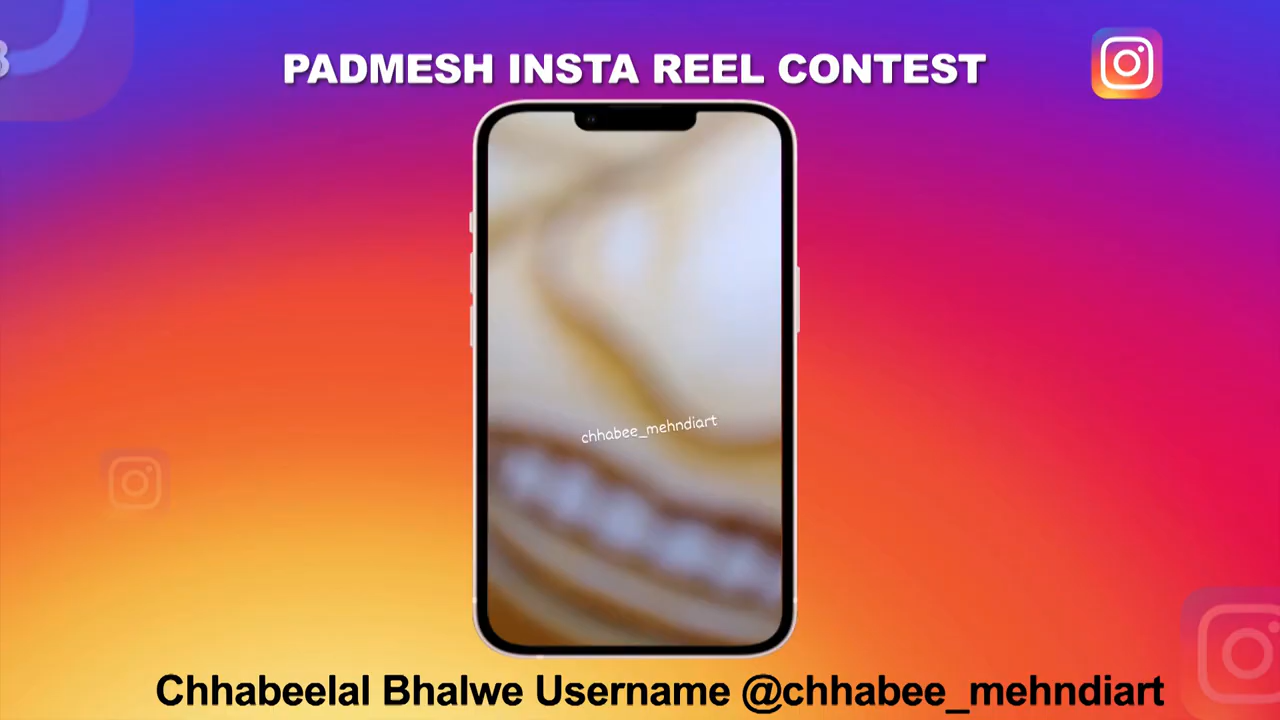 PADMESH INSTA REEL CONTEST
chhabee_mehndiart
Chhabeelal Bhalwe Username @chhabee_mehndiart